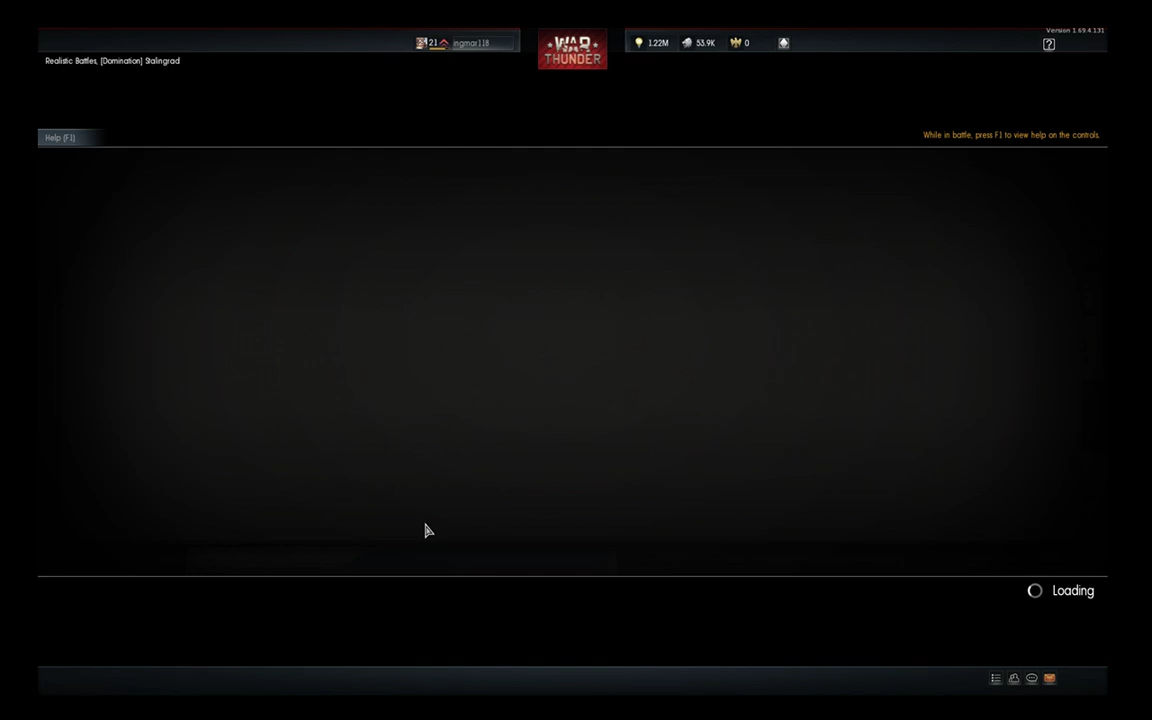 Version 1.69.4.131
21 ingmar118
WAR THUNDER
1.22M 53.9K 0
Realistic Battles, [Domination] Stalingrad
Help (F1)
While in battle, press F1 to view help on the controls.
Loading